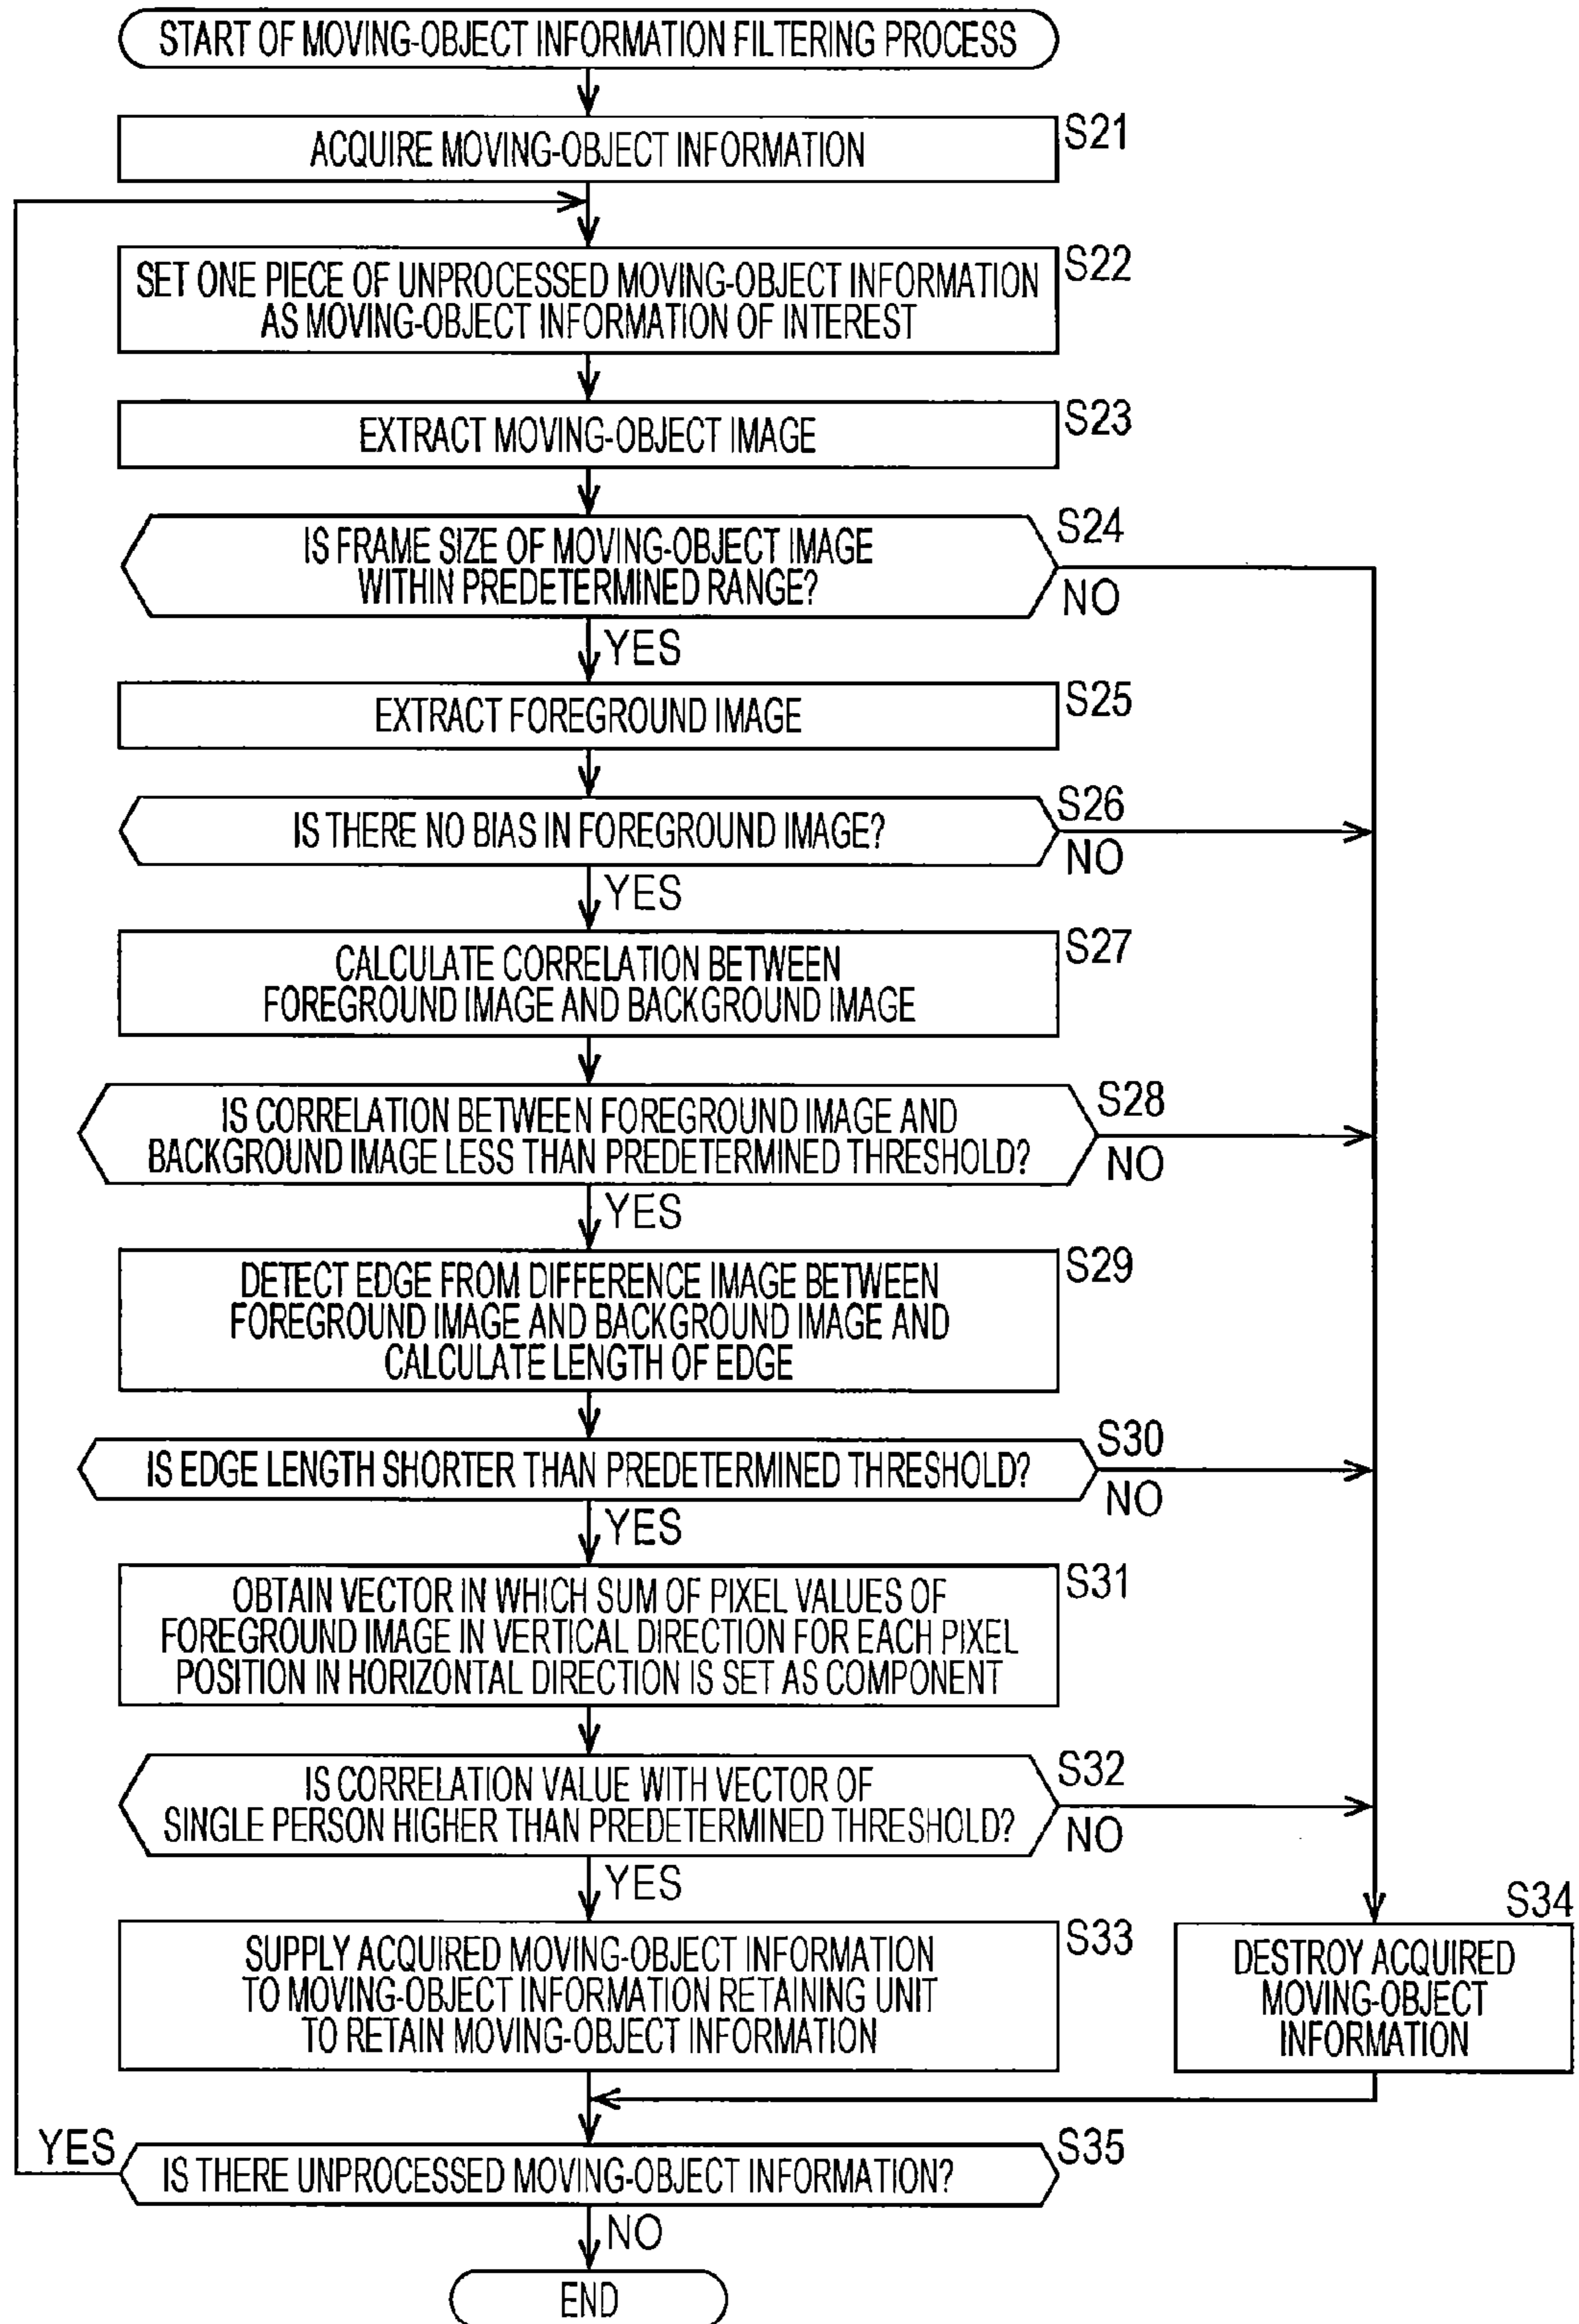 START OF MOVING-OBJECT INFORMATION FILTERING PROCESS
ACQUIRE MOVING-OBJECT INFORMATION
S21
SET ONE PIECE OF UNPROCESSED MOVING-OBJECT INFORMATION
AS MOVING-OBJECT INFORMATION OF INTEREST
S22
EXTRACT MOVING-OBJECT IMAGE
S23
IS FRAME SIZE OF MOVING-OBJECT IMAGE
WITHIN PREDETERMINED RANGE?
S24
NO
YES
EXTRACT FOREGROUND IMAGE
S25
IS THERE NO BIAS IN FOREGROUND IMAGE?
S26
NO
YES
CALCULATE CORRELATION BETWEEN
FOREGROUND IMAGE AND BACKGROUND IMAGE
S27
IS CORRELATION BETWEEN FOREGROUND IMAGE AND
BACKGROUND IMAGE LESS THAN PREDETERMINED THRESHOLD?
S28
NO
YES
DETECT EDGE FROM DIFFERENCE IMAGE BETWEEN
FOREGROUND IMAGE AND BACKGROUND IMAGE AND
CALCULATE LENGTH OF EDGE
S29
IS EDGE LENGTH SHORTER THAN PREDETERMINED THRESHOLD?
S30
NO
YES
OBTAIN VECTOR IN WHICH SUM OF PIXEL VALUES OF
FOREGROUND IMAGE IN VERTICAL DIRECTION FOR EACH PIXEL
POSITION IN HORIZONTAL DIRECTION IS SET AS COMPONENT
S31
IS CORRELATION VALUE WITH VECTOR OF
SINGLE PERSON HIGHER THAN PREDETERMINED THRESHOLD?
S32
NO
YES
SUPPLY ACQUIRED MOVING-OBJECT INFORMATION
TO MOVING-OBJECT INFORMATION RETAINING UNIT
TO RETAIN MOVING-OBJECT INFORMATION
S33
S34
DESTROY ACQUIRED
MOVING-OBJECT
INFORMATION
YES
IS THERE UNPROCESSED MOVING-OBJECT INFORMATION?
S35
NO
END